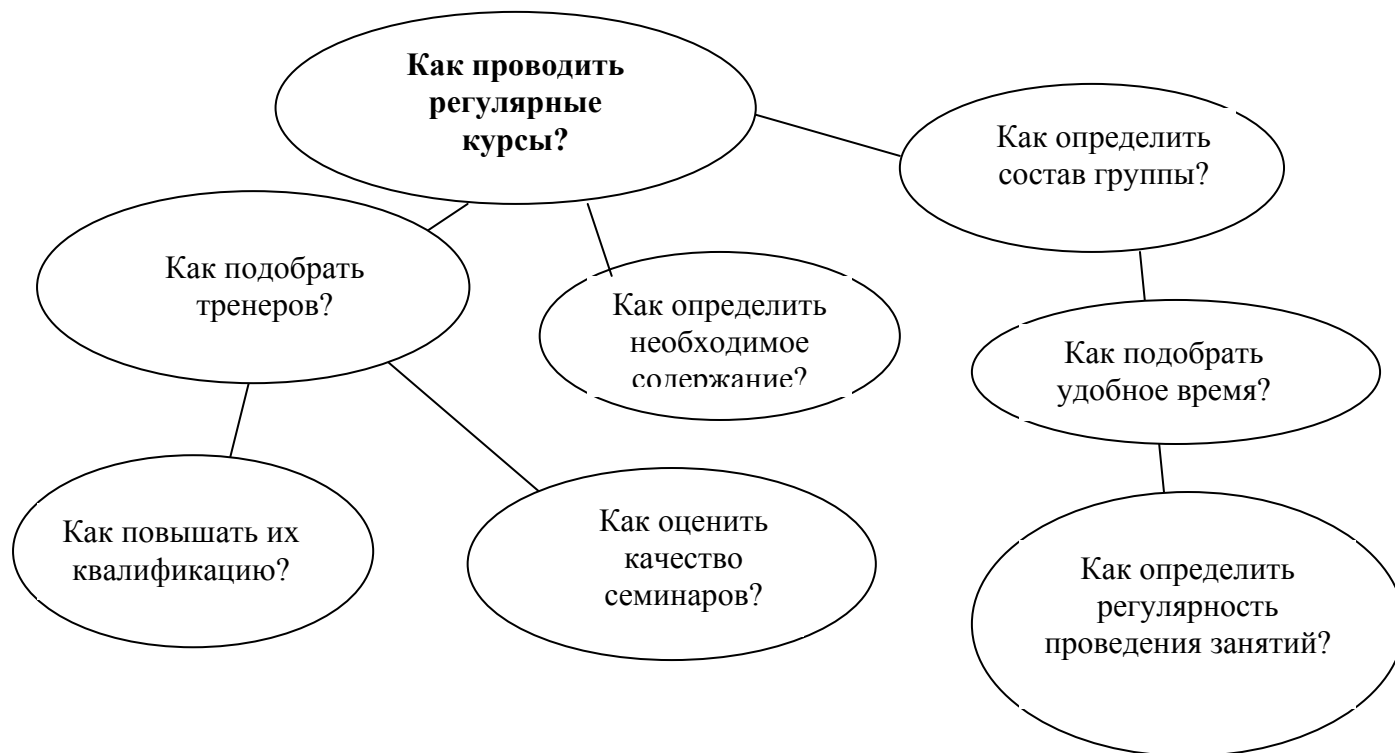 Как проводить
регулярные
курсы?
Как определить
состав группы?
Как подобрать
тренеров?
Как определить
необходимое
содержание?
Как подобрать
удобное время?
Как повышать их
квалификацию?
Как оценить
качество
семинаров?
Как определить
регулярность
проведения занятий?